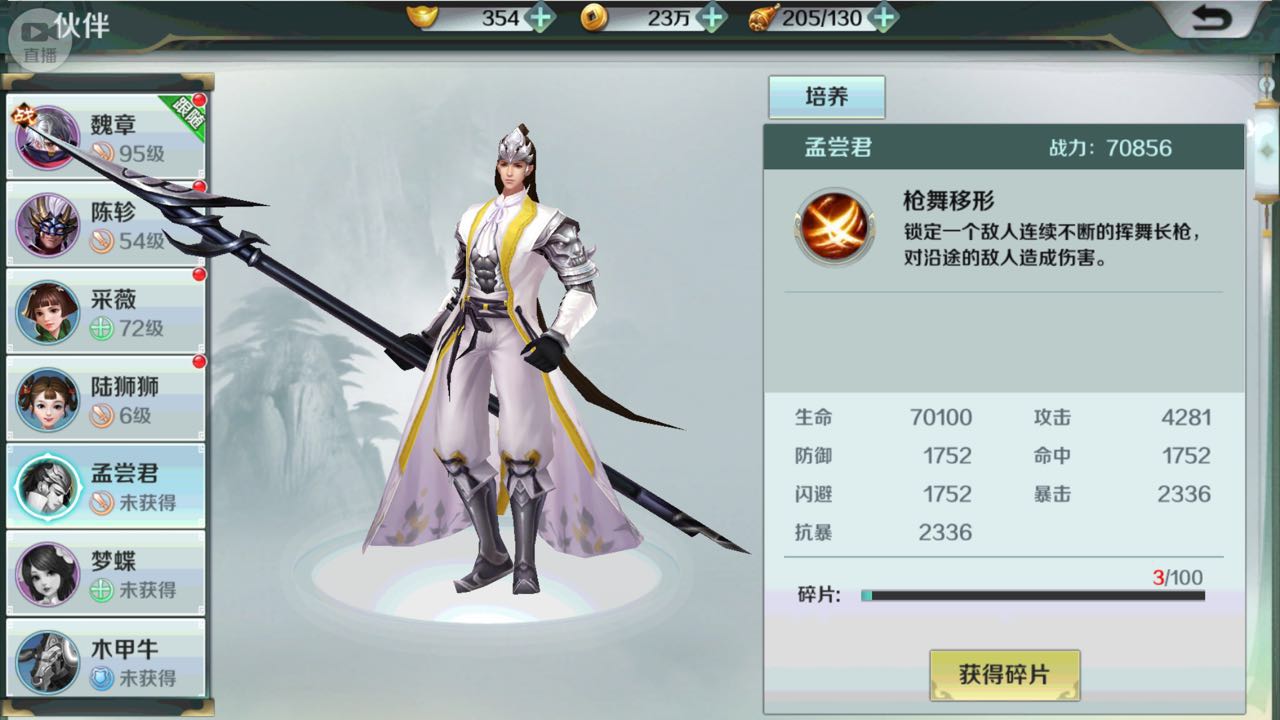 伙伴
直播
354
23万
205/130
战
魏章
跟随
95级
陈轸
54级
采薇
72级
陆狮狮
6级
孟尝君
未获得
梦蝶
未获得
木甲牛
未获得
培养
孟尝君 战力：70856
枪舞移形
锁定一个敌人连续不断的挥舞长枪，
对沿途的敌人造成伤害。
生命 70100 攻击 4281
防御 1752 命中 1752
闪避 1752 暴击 2336
抗暴 2336
3/100
碎片：
获得碎片